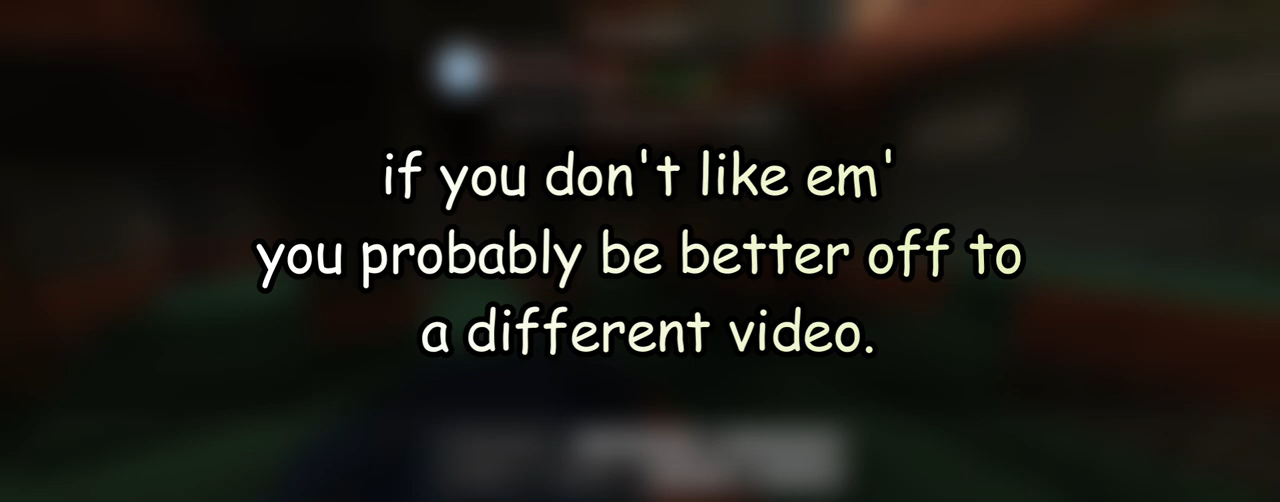 if you don't like em'
you probably be better off to
a different video.